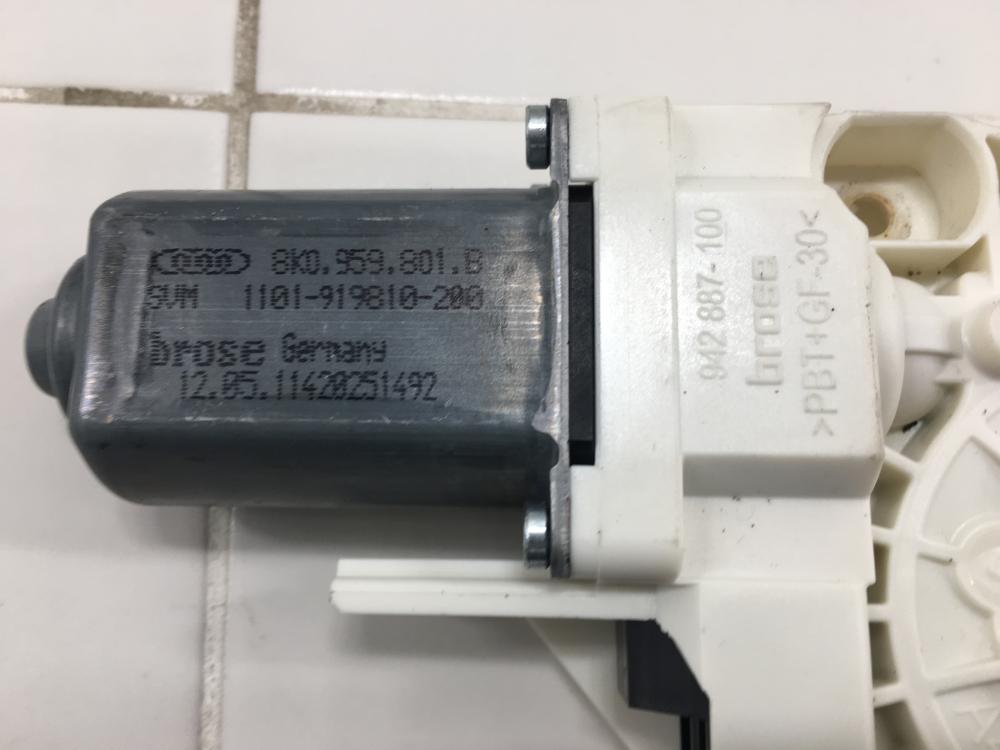 8K0.959.801.B
SVM 1101-919810-200
brose Germany
12.05.11420251492
942 887-100
brose
>PBT+GF-30<